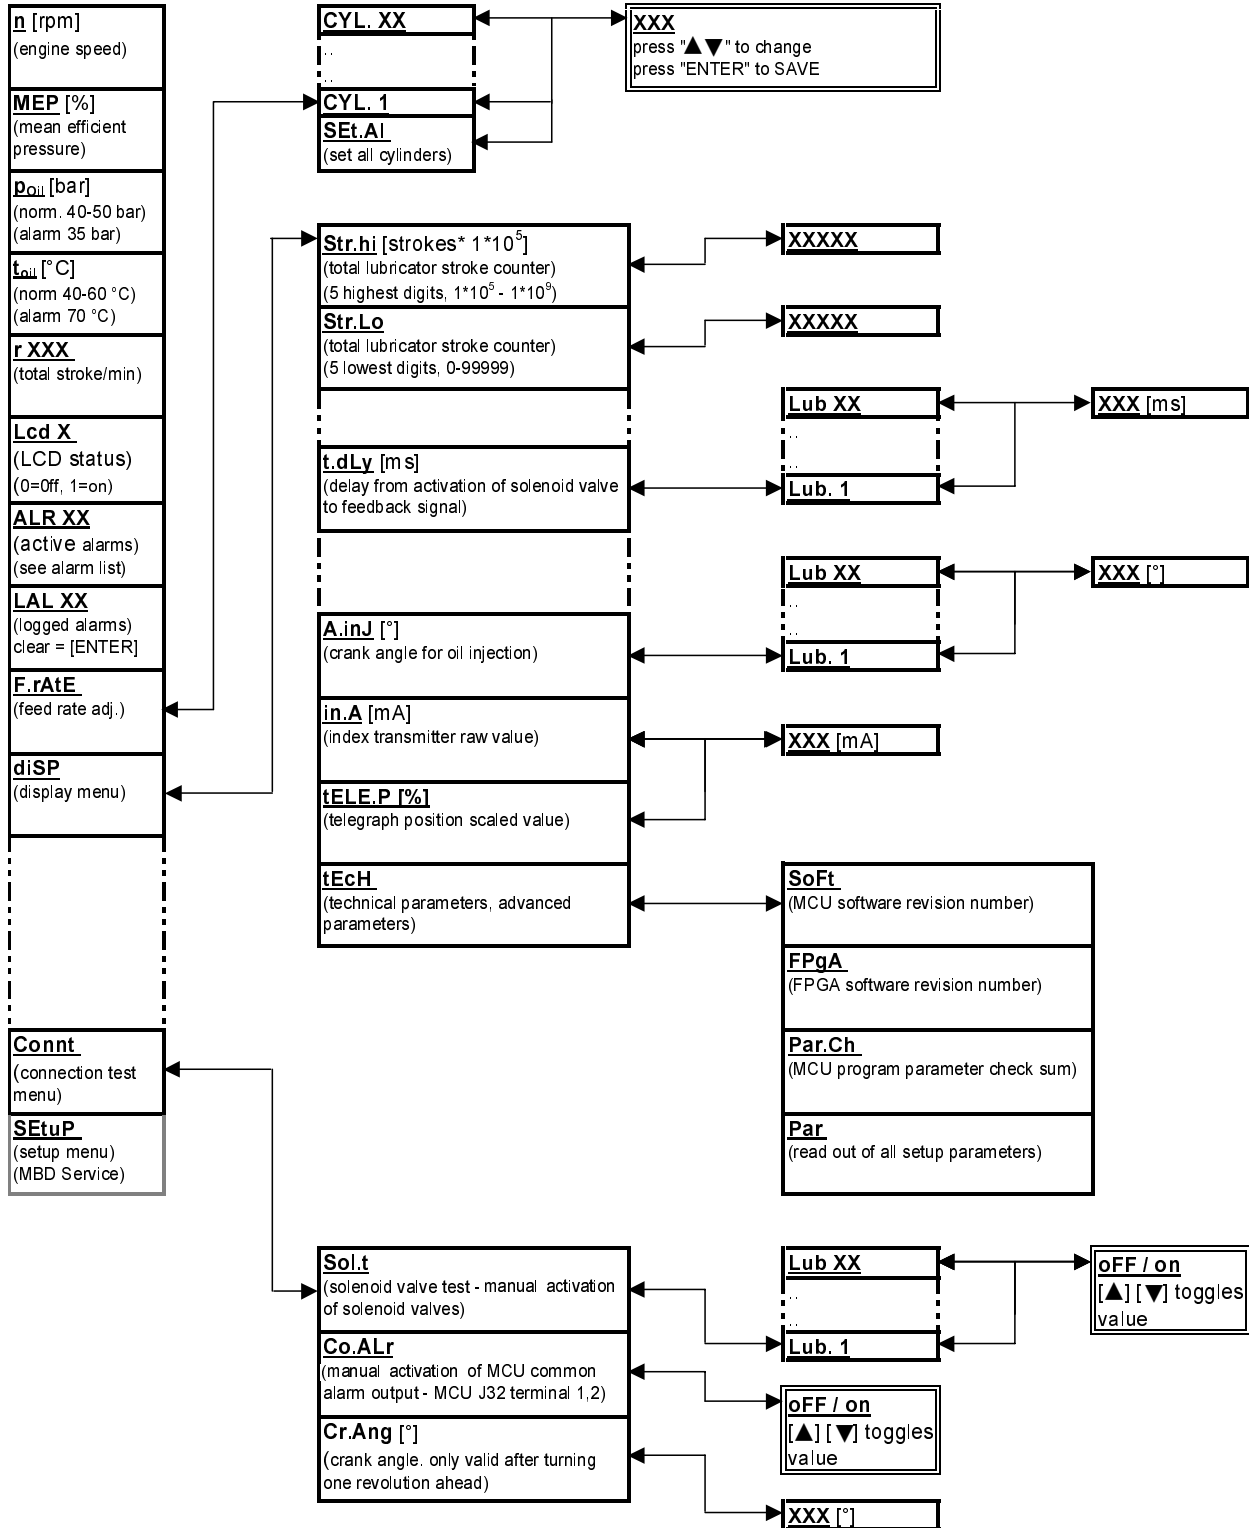 n [rpm]
(engine speed)
MEP [%]
(mean efficient
pressure)
pOil [bar]
(norm. 40-50 bar)
(alarm 35 bar)
toil [°C]
(norm 40-60 °C)
(alarm 70 °C)
r XXX
(total stroke/min)
Lcd X
(LCD status)
(0=0ff, 1=on)
ALR XX
(active alarms)
(see alarm list)
LAL XX
(logged alarms)
clear = [ENTER]
F.rAtE
(feed rate adj.)
diSP
(display menu)
Connt
(connection test
menu)
SEtuP
(setup menu)
(MBD Service)
CYL. XX
..
..
CYL. 1
SEt.Al
(set all cylinders)
XXX
press "▲▼" to change
press "ENTER" to SAVE
Str.hi [strokes* 1*10⁵]
(total lubricator stroke counter)
(5 highest digits, 1*10⁵ - 1*10⁹)
XXXXX
Str.Lo
(total lubricator stroke counter)
(5 lowest digits, 0-99999)
XXXXX
t.dLy [ms]
(delay from activation of solenoid valve
to feedback signal)
Lub XX
..
..
Lub. 1
XXX [ms]
A.inJ [°]
(crank angle for oil injection)
Lub XX
..
..
Lub. 1
XXX [°]
in.A [mA]
(index transmitter raw value)
XXX [mA]
tELE.P [%]
(telegraph position scaled value)
tEcH
(technical parameters, advanced
parameters)
SoFt
(MCU software revision number)
FPgA
(FPGA software revision number)
Par.Ch
(MCU program parameter check sum)
Par
(read out of all setup parameters)
Sol.t
(solenoid valve test - manual activation
of solenoid valves)
Lub XX
..
..
Lub. 1
oFF / on
[▲] [▼] toggles
value
Co.ALr
(manual activation of MCU common
alarm output - MCU J32 terminal 1,2)
oFF / on
[▲] [▼] toggles
value
Cr.Ang [°]
(crank angle. only valid after turning
one revolution ahead)
XXX [°]